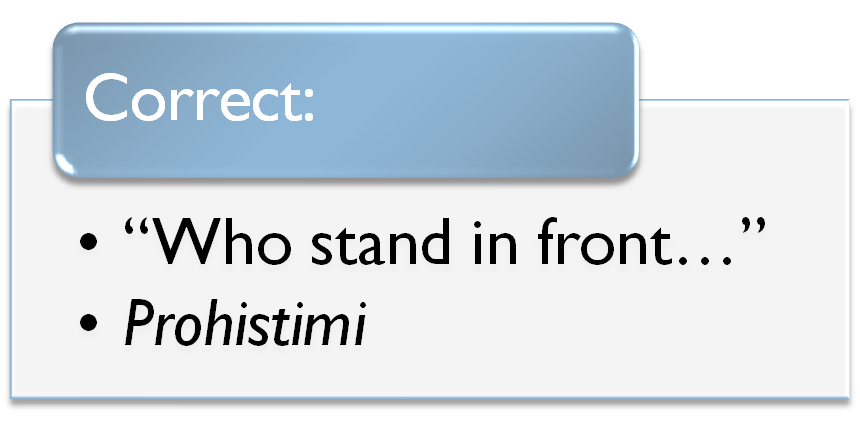 Correct:
• “Who stand in front…”
• Prohistimi